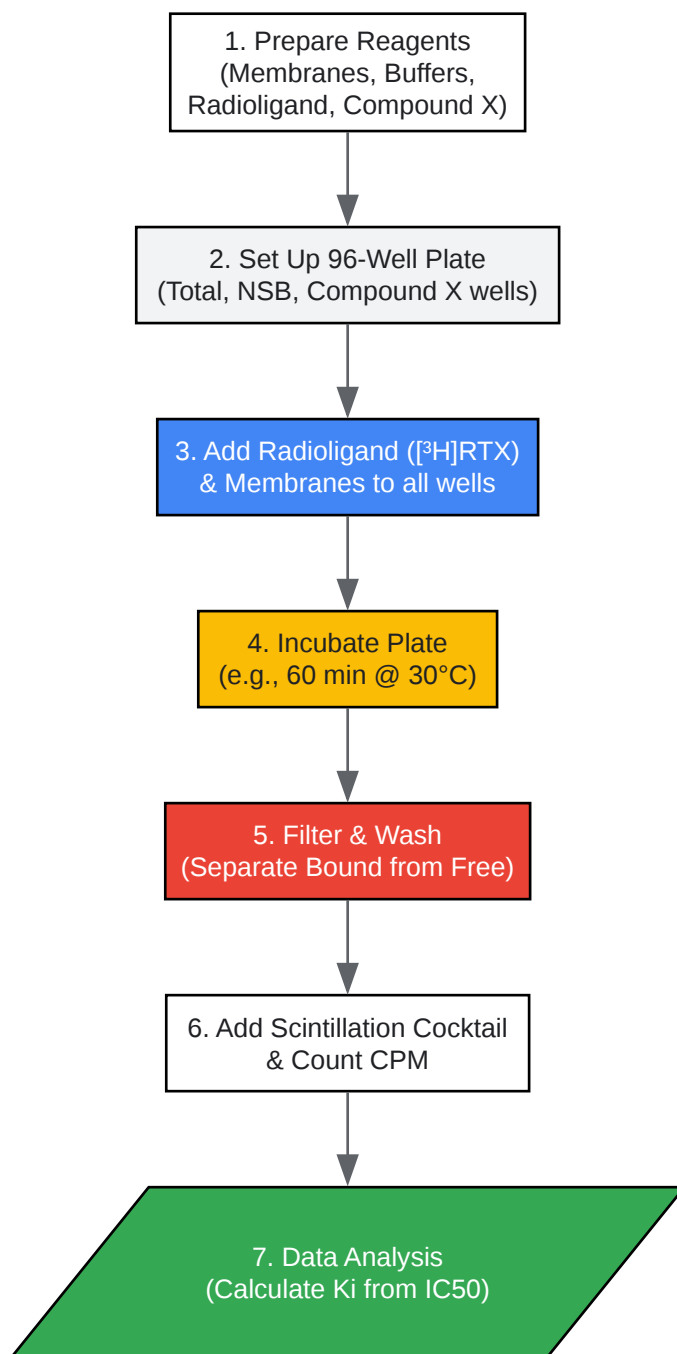 1. Prepare Reagents
(Membranes, Buffers,
Radioligand, Compound X)
2. Set Up 96-Well Plate
(Total, NSB, Compound X wells)
3. Add Radioligand ([³H]RTX)
& Membranes to all wells
4. Incubate Plate
(e.g., 60 min @ 30°C)
5. Filter & Wash
(Separate Bound from Free)
6. Add Scintillation Cocktail
& Count CPM
7. Data Analysis
(Calculate Ki from IC50)